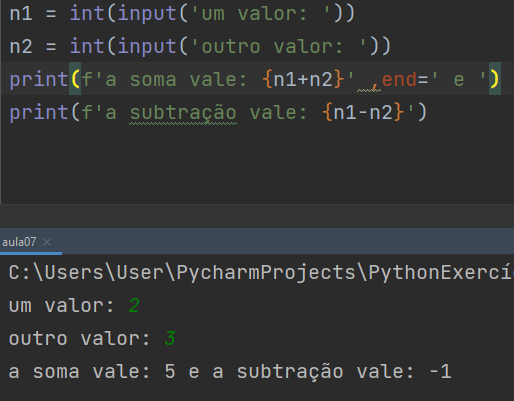 n1 = int(input('um valor: '))
n2 = int(input('outro valor: '))
print(f'a soma vale: {n1+n2}' ,end=' e ')
print(f'a subtração vale: {n1-n2}')
aula07 ×
C:\Users\User\PycharmProjects\PythonExercí
um valor: 2
outro valor: 3
a soma vale: 5 e a subtração vale: -1